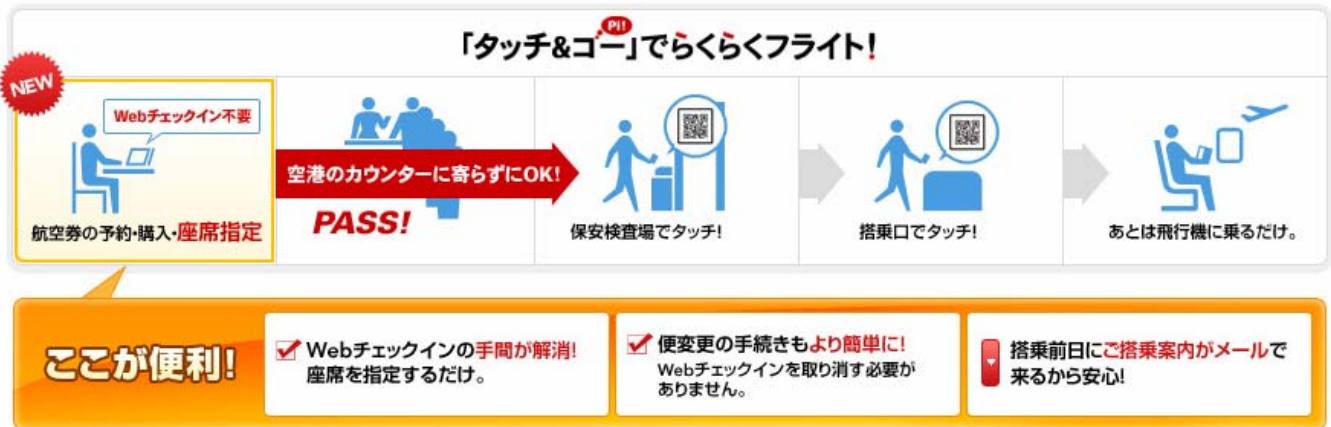 「タッチ&ゴー」でらくらくフライト!
Pi!
NEW
Webチェックイン不要
航空券の予約・購入・座席指定
空港のカウンターに寄らずにOK!
PASS!
保安検査場でタッチ!
搭乗口でタッチ!
あとは飛行機に乗るだけ。
ここが便利!
Webチェックインの手間が解消!
座席を指定するだけ。
便変更の手続きもより簡単に!
Webチェックインを取り消す必要が
ありません。
搭乗前日にご搭乗案内がメールで
来るから安心!